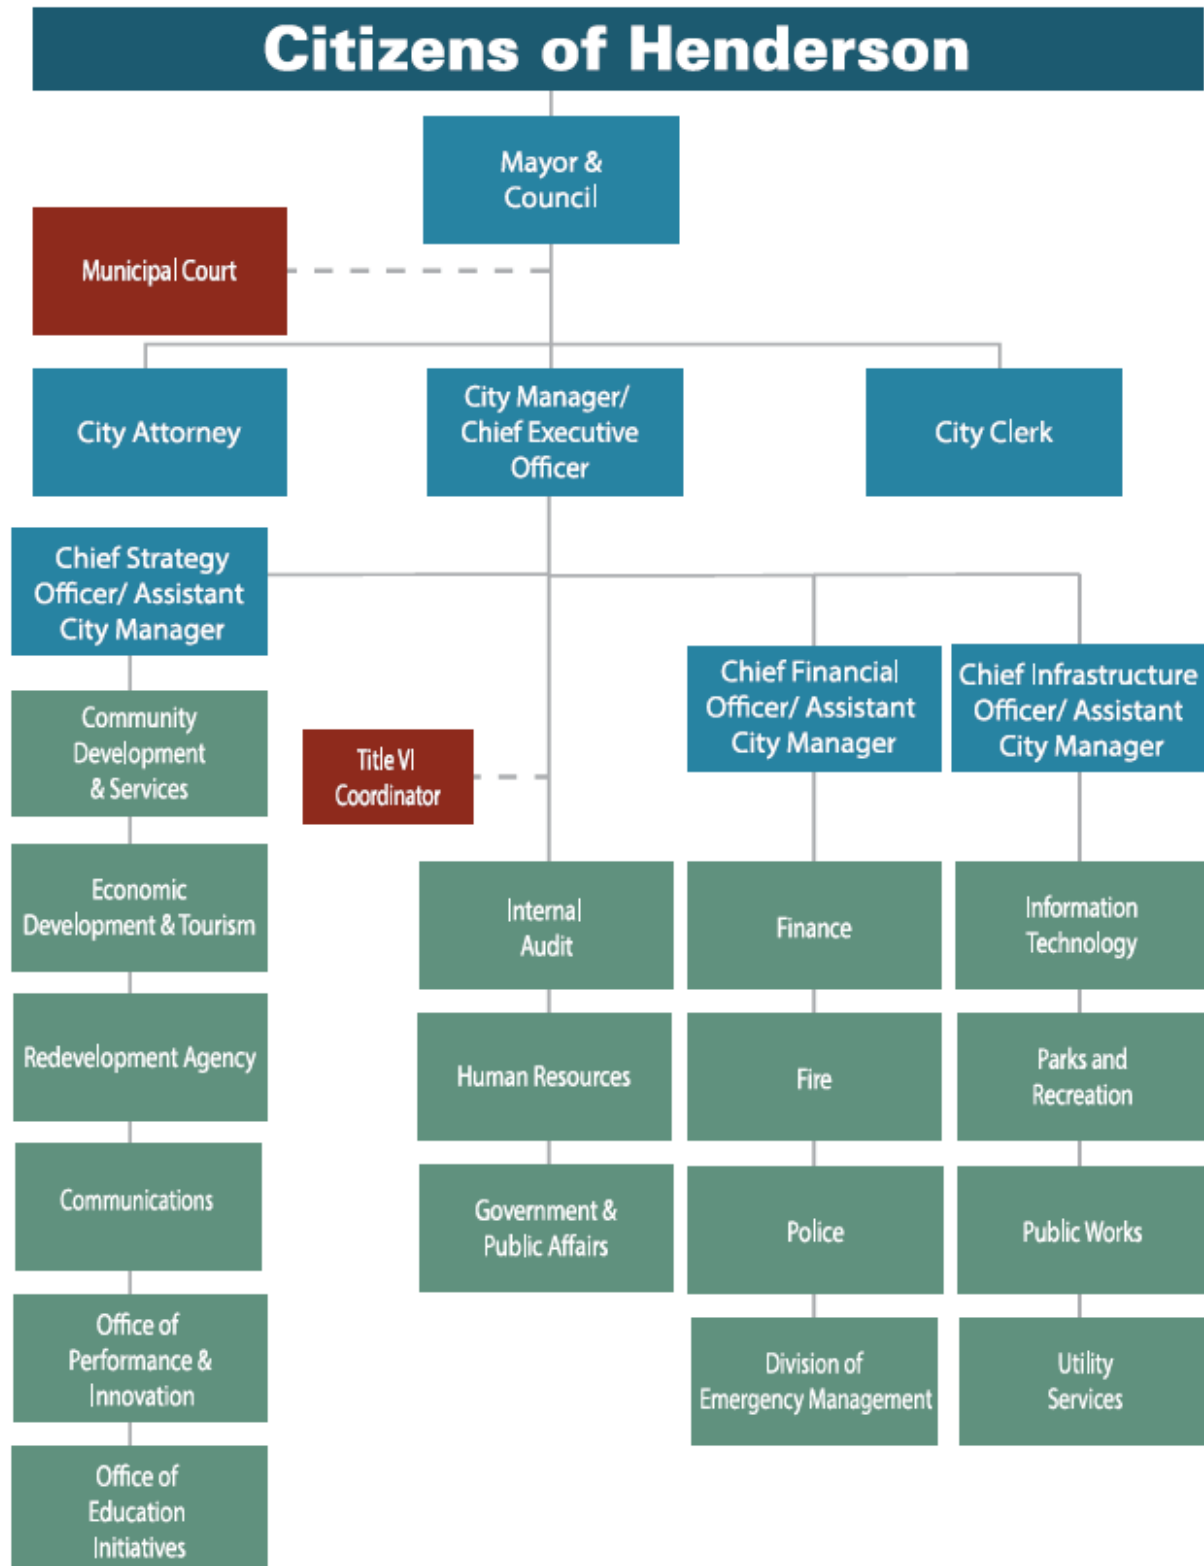 Citizens of Henderson
Mayor &
Council
Municipal Court
City Attorney
City Manager/
Chief Executive
Officer
City Clerk
Chief Strategy
Officer/ Assistant
City Manager
Community
Development
& Services
Economic
Development & Tourism
Redevelopment Agency
Communications
Office of
Performance &
Innovation
Office of
Education
Initiatives
Title VI
Coordinator
Internal
Audit
Human Resources
Government &
Public Affairs
Chief Financial
Officer/ Assistant
City Manager
Finance
Fire
Police
Division of
Emergency Management
Chief Infrastructure
Officer/ Assistant
City Manager
Information
Technology
Parks and
Recreation
Public Works
Utility
Services